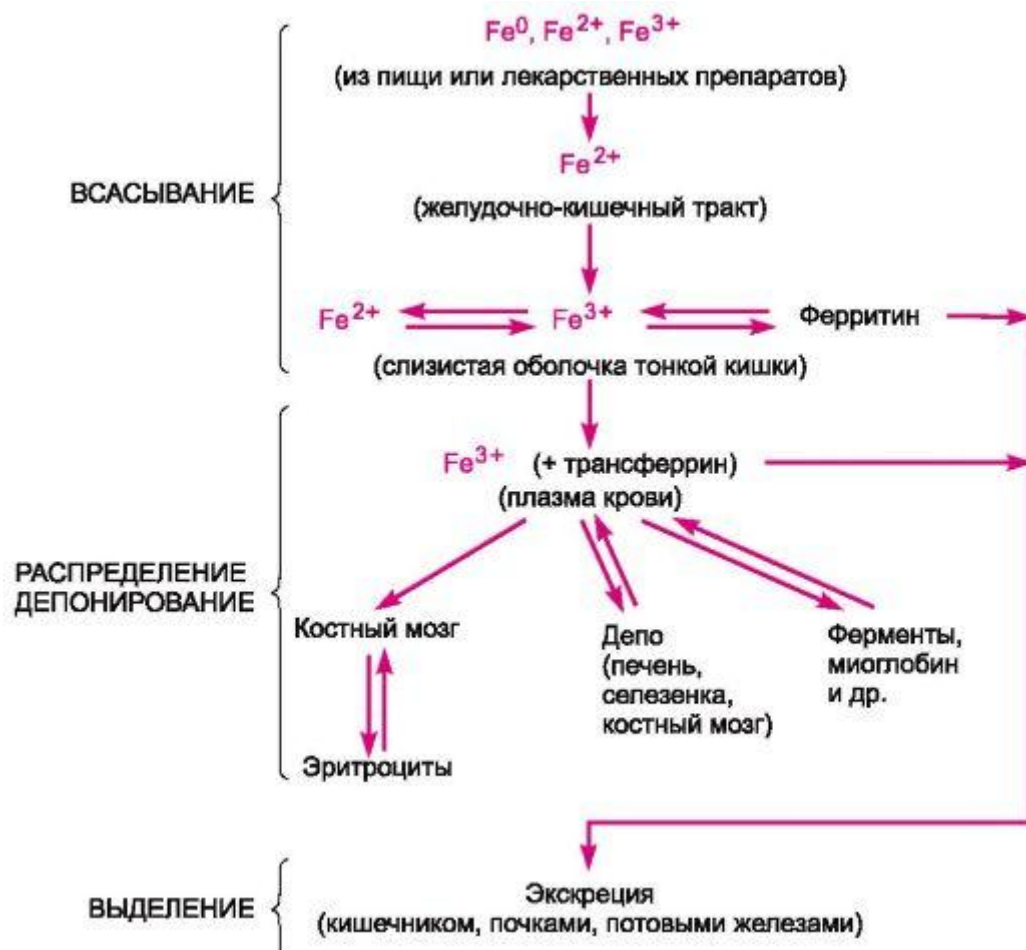 Fe⁰, Fe²⁺, Fe³⁺
(из пищи или лекарственных препаратов)
Fe²⁺
ВСАСЫВАНИЕ
(желудочно-кишечный тракт)
Fe²⁺ Fe³⁺ Ферритин
(слизистая оболочка тонкой кишки)
Fe³⁺ (+ трансферрин)
(плазма крови)
РАСПРЕДЕЛЕНИЕ
ДЕПОНИРОВАНИЕ
Костный мозг
Депо
(печень,
селезенка,
костный мозг)
Ферменты,
миоглобин
и др.
Эритроциты
ВЫДЕЛЕНИЕ
Экскреция
(кишечником, почками, потовыми железами)